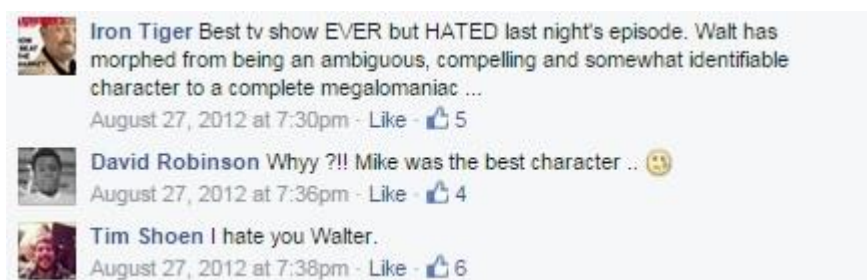 Iron Tiger Best tv show EVER but HATED last night's episode. Walt has
morphed from being an ambiguous, compelling and somewhat identifiable
character to a complete megalomaniac ...
August 27, 2012 at 7:30pm · Like · 5
David Robinson Whyy ?!! Mike was the best character ..
August 27, 2012 at 7:36pm · Like · 4
Tim Shoen I hate you Walter.
August 27, 2012 at 7:38pm · Like · 6